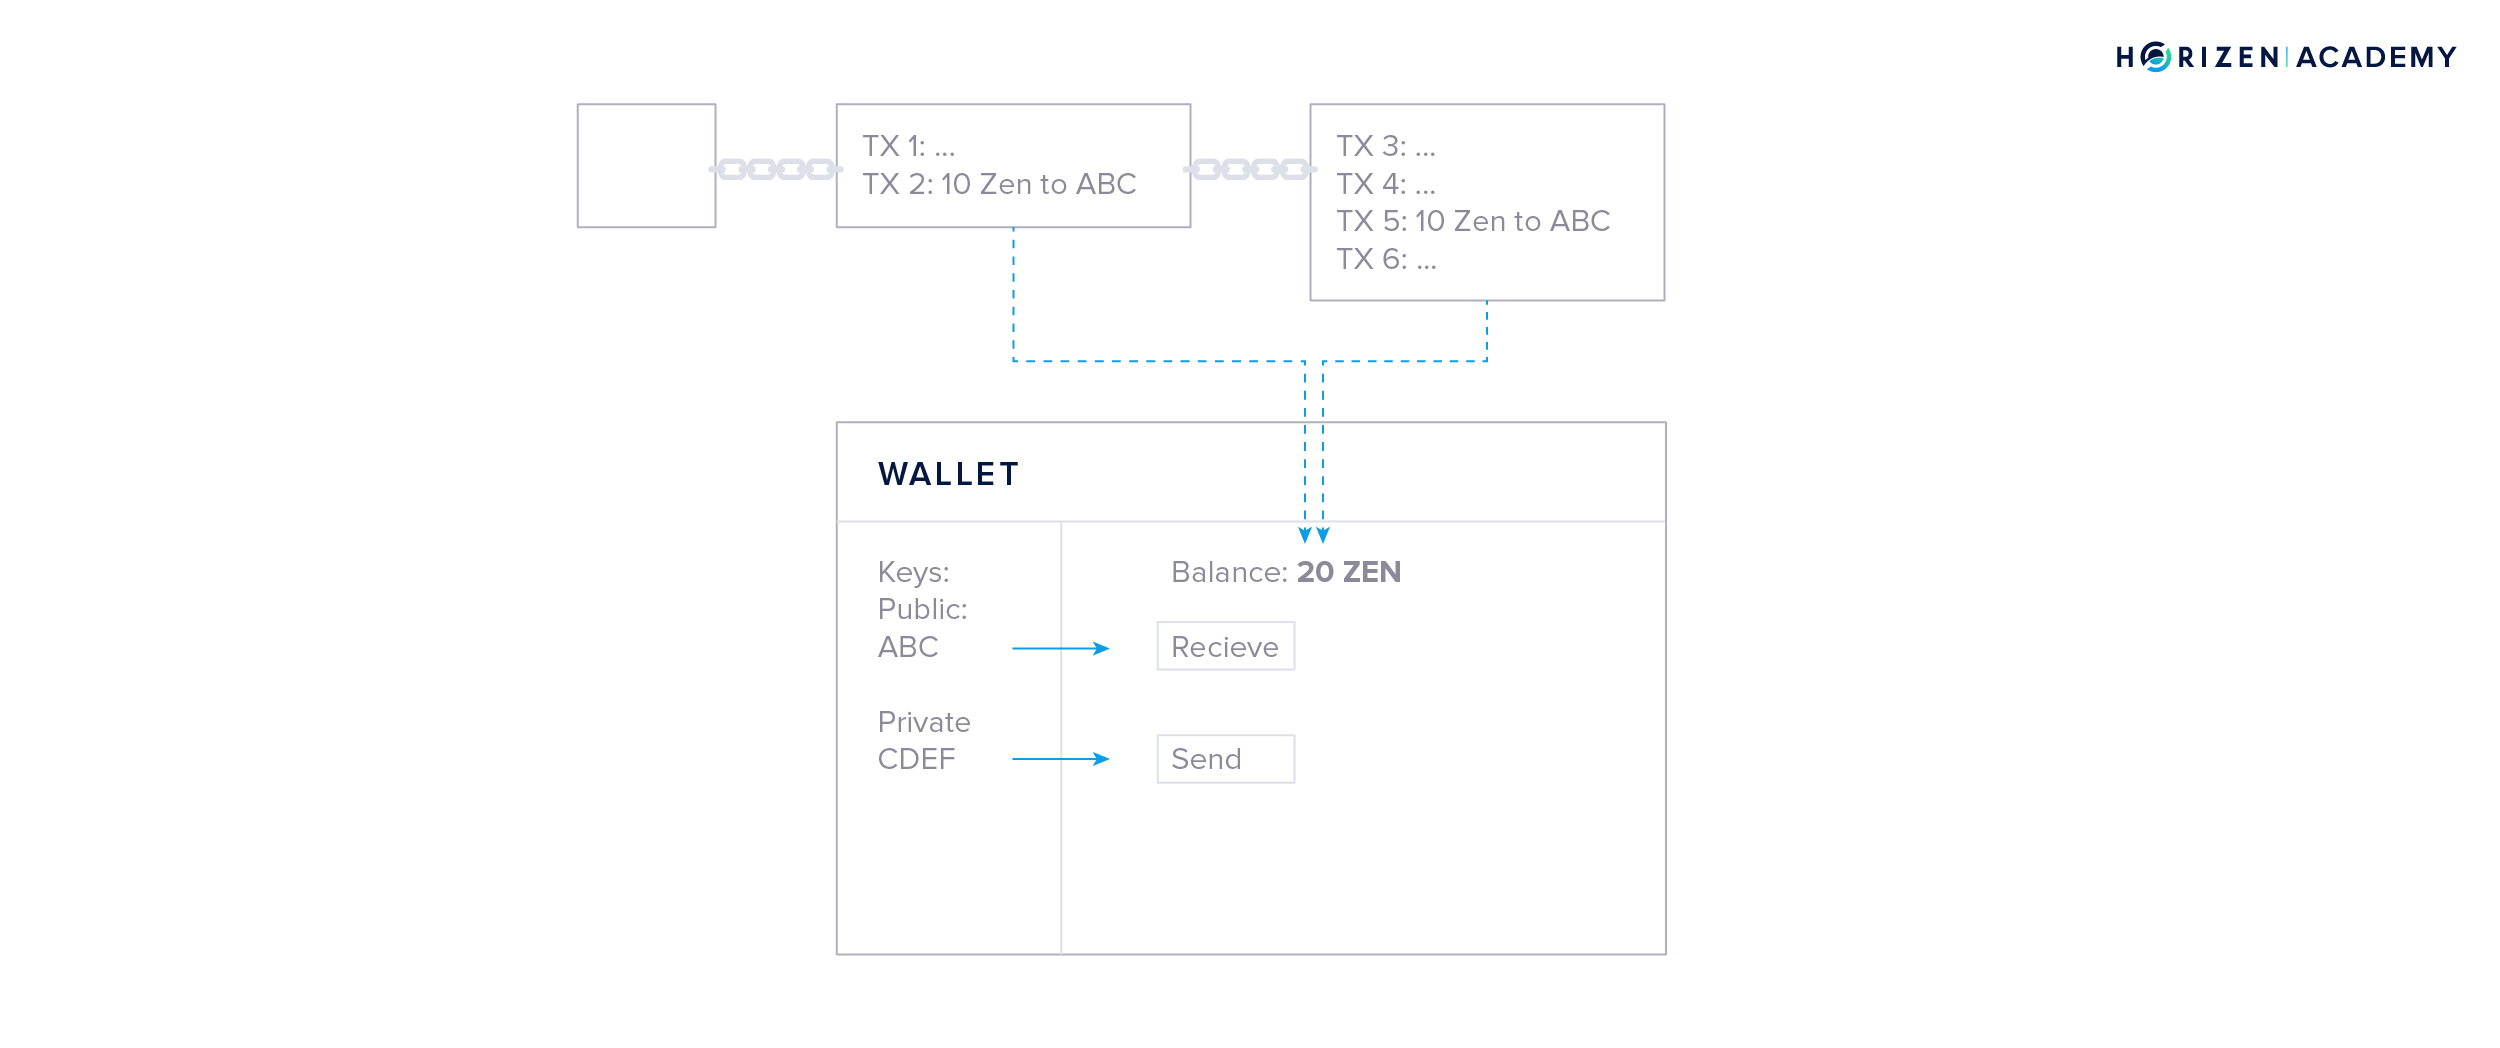 HORIZEN | ACADEMY
TX 1: ...
TX 2: 10 Zen to ABC
TX 3: ...
TX 4: ...
TX 5: 10 Zen to ABC
TX 6: ...
WALLET
Keys:
Public:
ABC
Private
CDEF
Balance: 20 ZEN
Recieve
Send